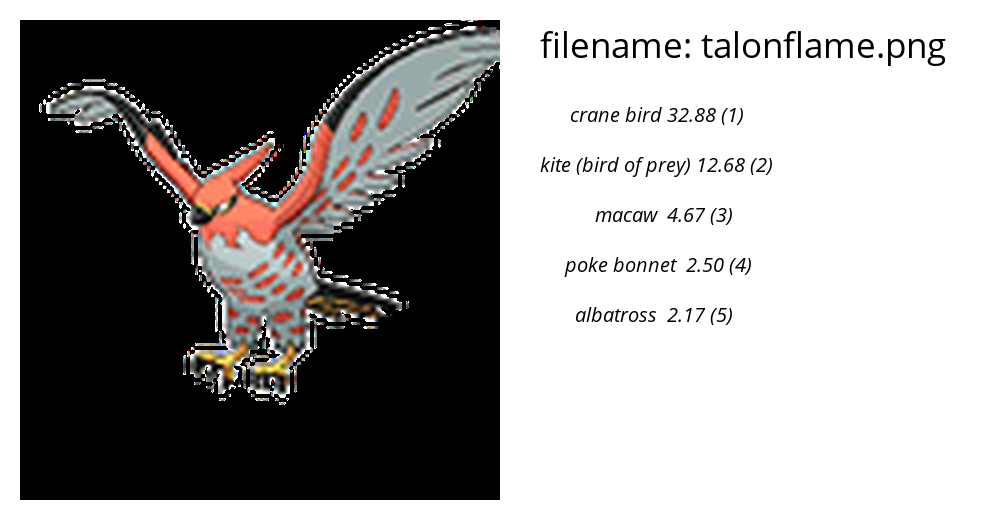 filename: talonflame.png
crane bird 32.88 (1)
kite (bird of prey) 12.68 (2)
macaw 4.67 (3)
poke bonnet 2.50 (4)
albatross 2.17 (5)